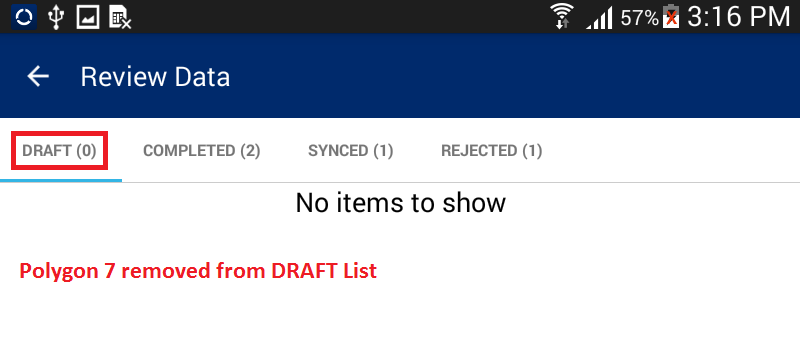 57% 3:16 PM
Review Data
DRAFT (0) COMPLETED (2) SYNCED (1) REJECTED (1)
No items to show
Polygon 7 removed from DRAFT List